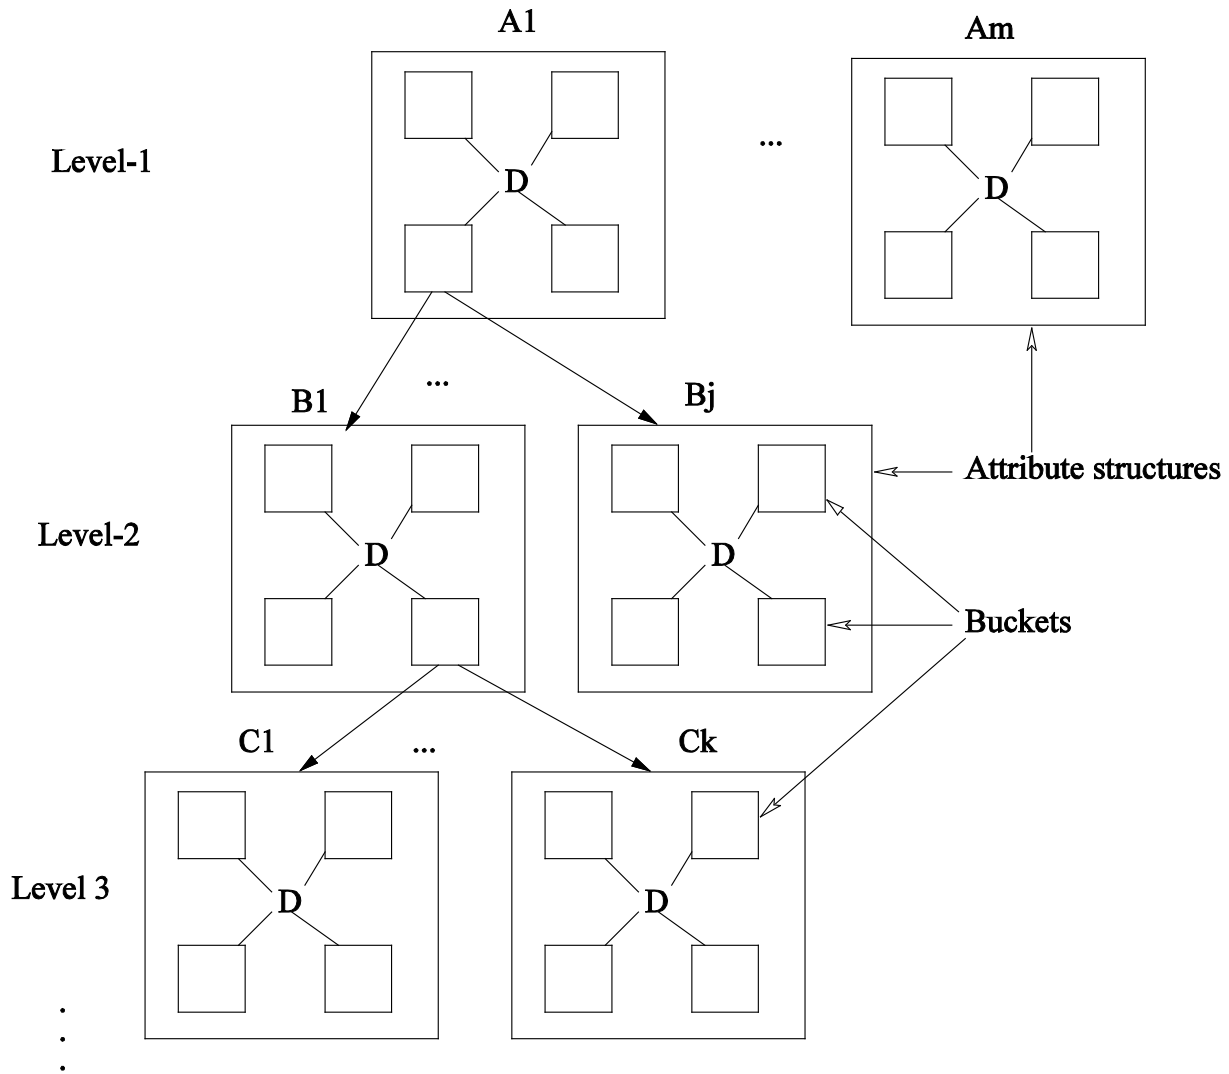 A1
Am
Level-1
...
D
D
...
B1
Bj
Attribute structures
Level-2
D
D
Buckets
C1
...
Ck
Level 3
D
D
.
.
.